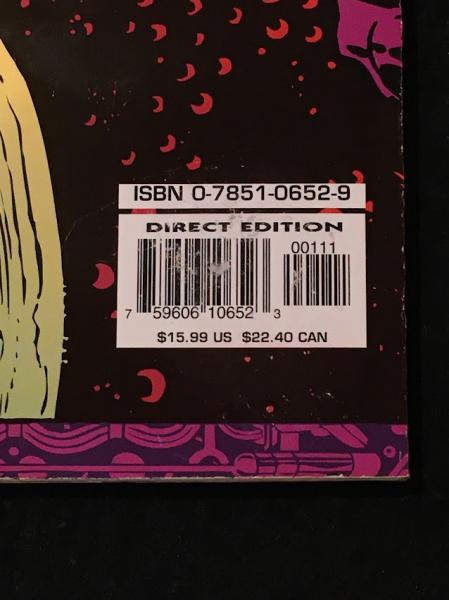 ISBN 0-7851-0652-9
DIRECT EDITION
00111
7 59606 10652 3
$15.99 US $22.40 CAN